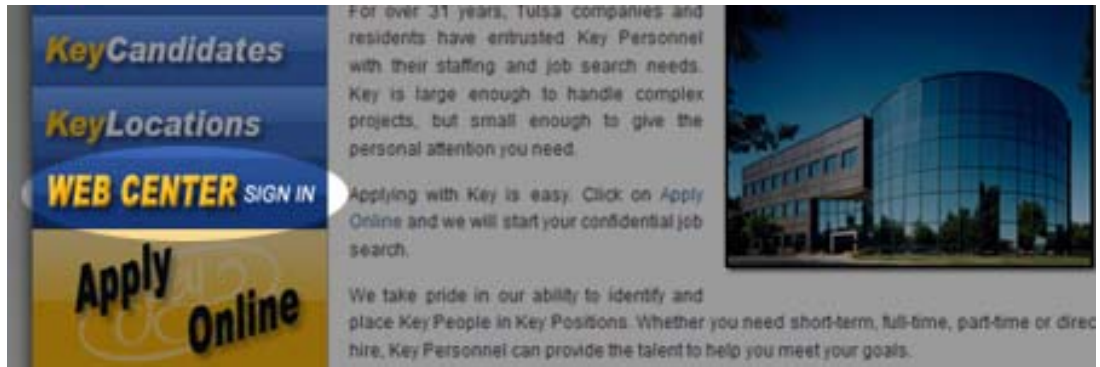 KeyCandidates
KeyLocations
WEB CENTER SIGN IN
Apply
Online
For over 31 years, Tulsa companies and
residents have entrusted Key Personnel
with their staffing and job search needs.
Key is large enough to handle complex
projects, but small enough to give the
personal attention you need.
Applying with Key is easy. Click on Apply
Online and we will start your confidential job
search.
We take pride in our ability to identify and
place Key People in Key Positions. Whether you need short-term, full-time, part-time or direc
hire, Key Personnel can provide the talent to help you meet your goals.